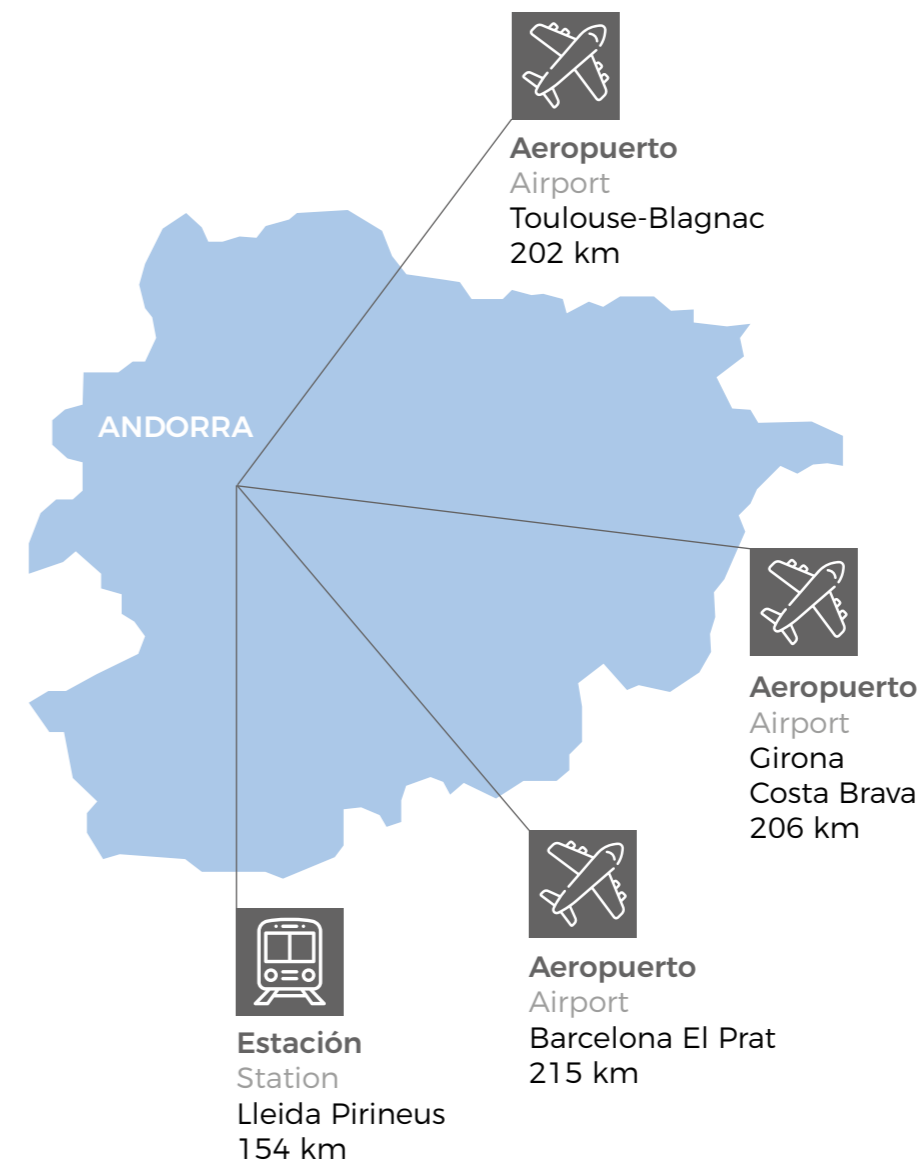 Aeropuerto
Airport
Toulouse-Blagnac
202 km
ANDORRA
Aeropuerto
Airport
Girona
Costa Brava
206 km
Aeropuerto
Airport
Barcelona El Prat
215 km
Estación
Station
Lleida Pirineus
154 km